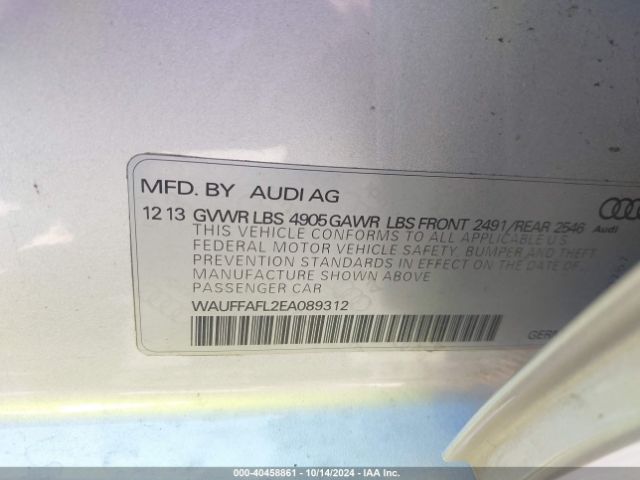 MFD. BY AUDI AG
12 13 GVWR LBS 4905 GAWR LBS FRONT 2491/REAR 2546
Audi
THIS VEHICLE CONFORMS TO ALL APPLICABLE U.S.
FEDERAL MOTOR VEHICLE SAFETY, BUMPER, AND THEFT
PREVENTION STANDARDS IN EFFECT ON THE DATE OF
MANUFACTURE SHOWN ABOVE
PASSENGER CAR
WAUFFAFL2EA089312
000-40458861 | 10/14/2024 | IAA Inc.